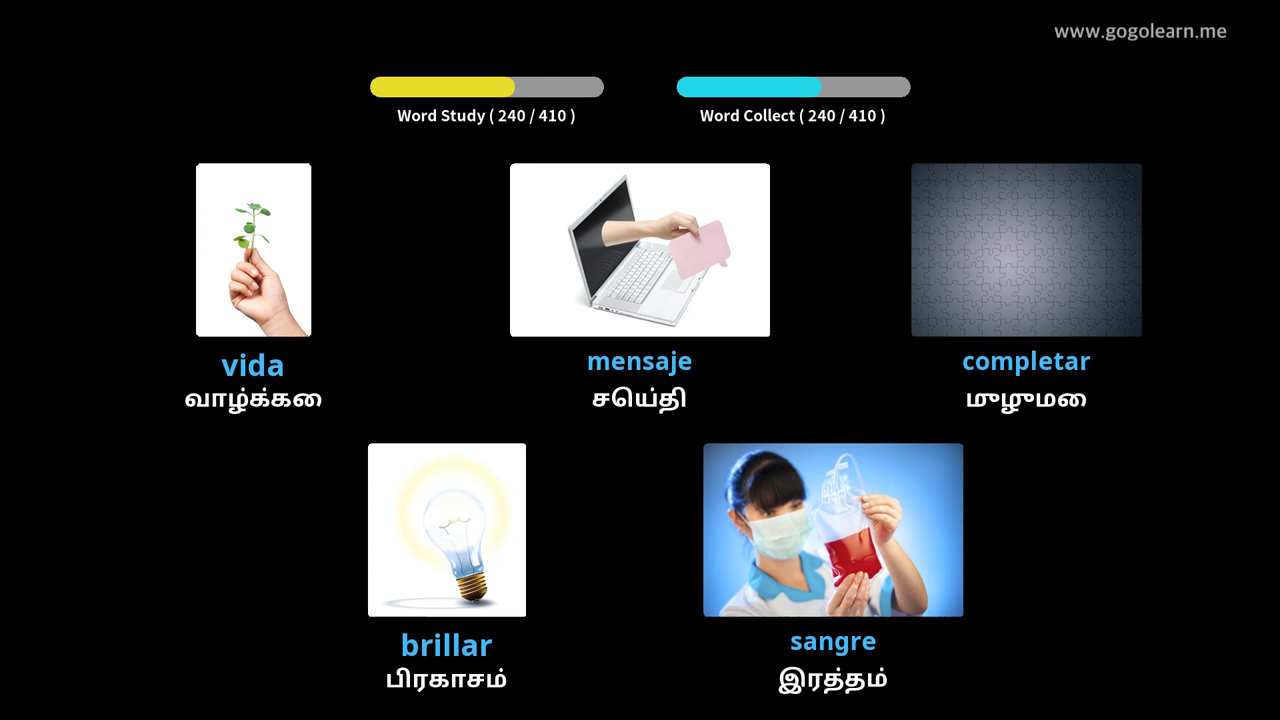 www.gogolearn.me
Word Study ( 240 / 410 )
Word Collect ( 240 / 410 )
vida
வாழ்க்கை
mensaje
செய்தி
completar
முழுமை
brillar
பிரகாசம்
sangre
இரத்தம்